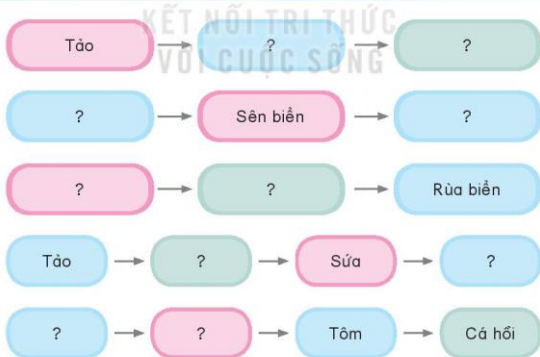 KẾT NỐI TRI THỨC
VỚI CUỘC SỐNG
Tảo → ? → ?
? → Sên biển → ?
? → ? → Rùa biển
Tảo → ? → Sứa → ?
? → ? → Tôm → Cá hồi